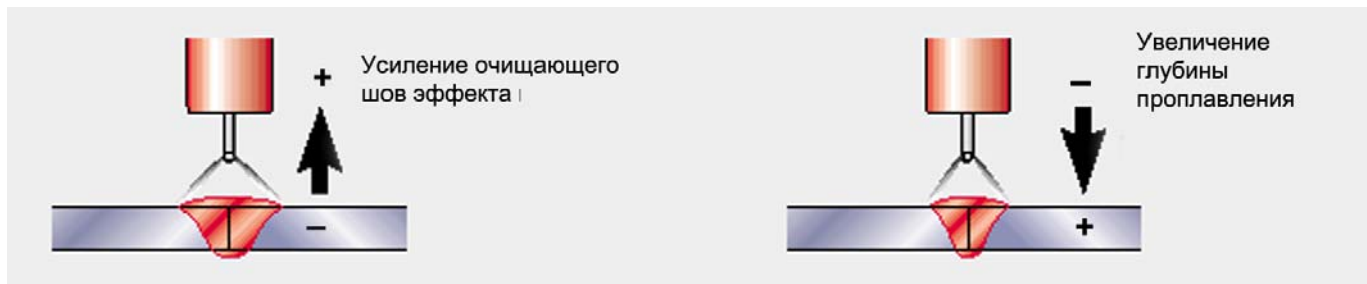 +
Усиление очищающего
шов эффекта
–
–
Увеличение
глубины
проплавления
+